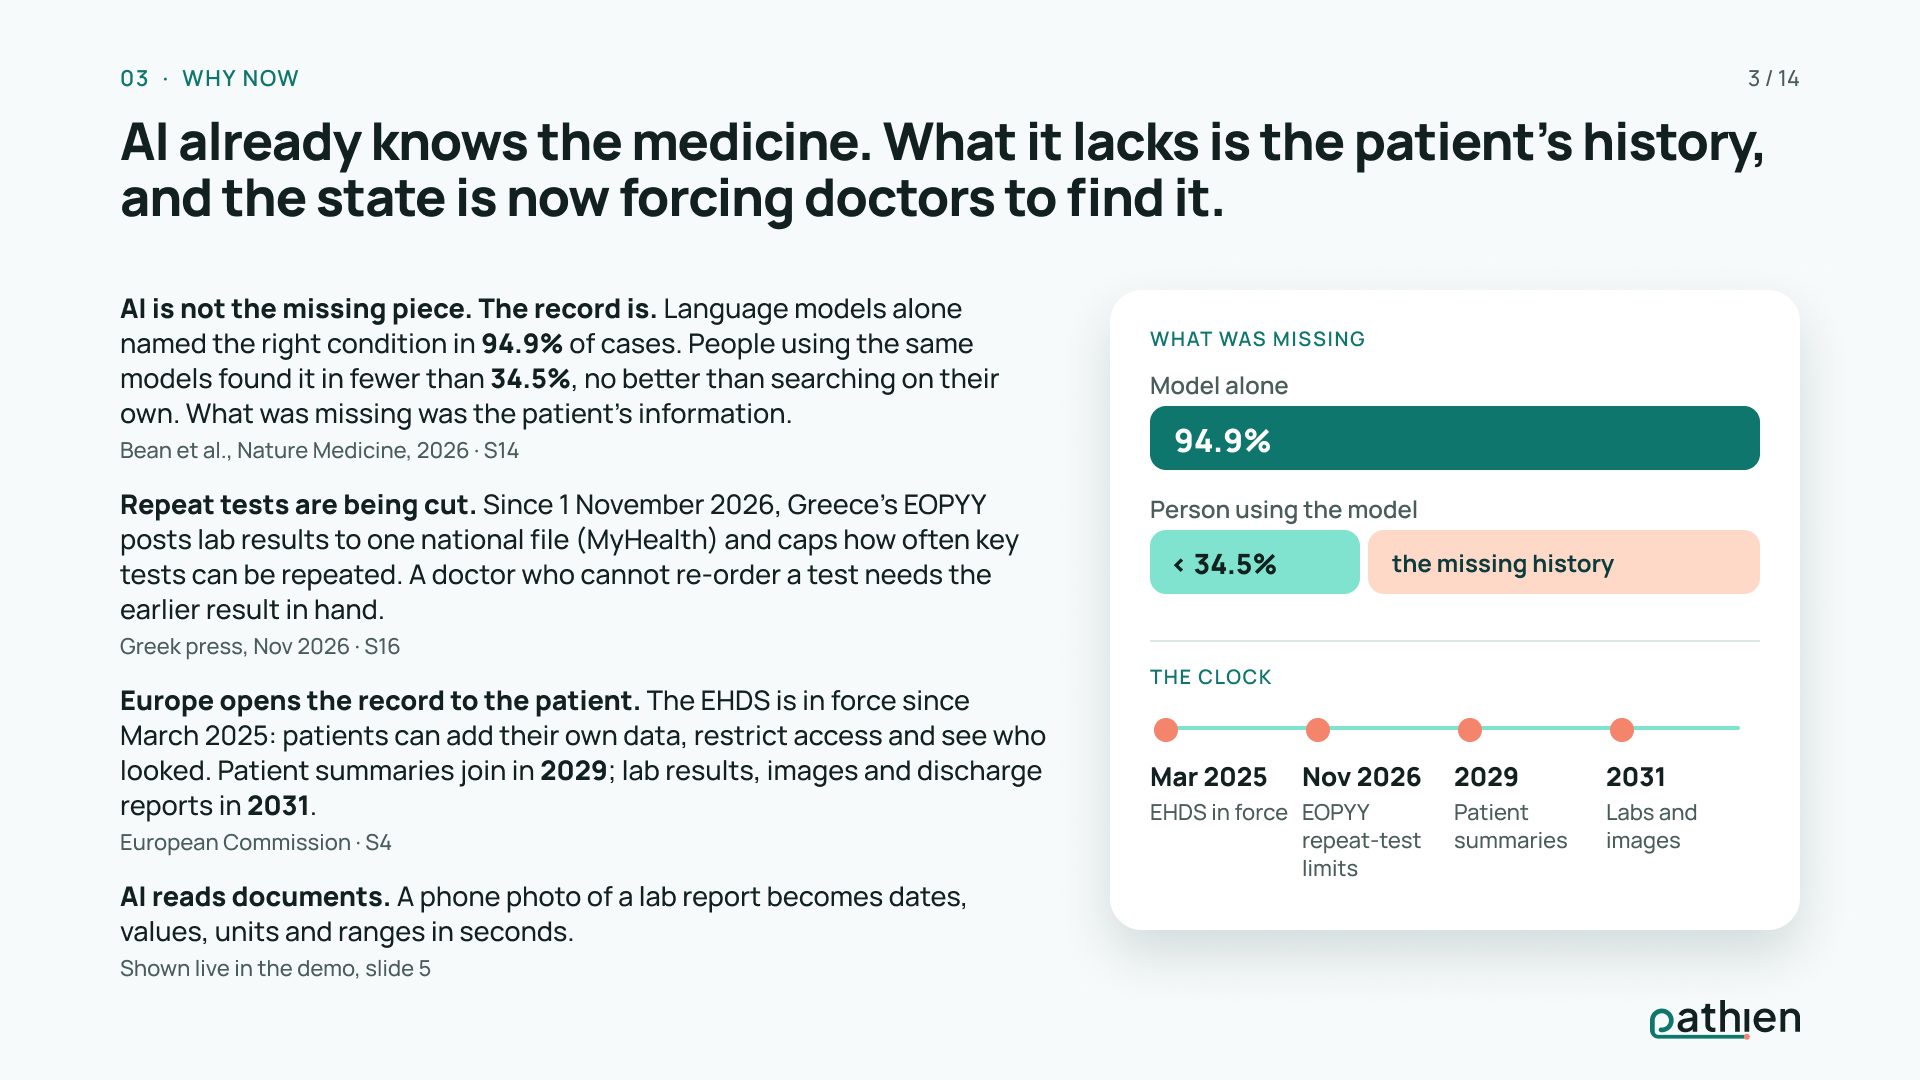 03 · WHY NOW
3 / 14
AI already knows the medicine. What it lacks is the patient’s history,
and the state is now forcing doctors to find it.
AI is not the missing piece. The record is. Language models alone
named the right condition in 94.9% of cases. People using the same
models found it in fewer than 34.5%, no better than searching on their
own. What was missing was the patient’s information.
Bean et al., Nature Medicine, 2026 · S14
Repeat tests are being cut. Since 1 November 2026, Greece’s EOPYY
posts lab results to one national file (MyHealth) and caps how often key
tests can be repeated. A doctor who cannot re-order a test needs the
earlier result in hand.
Greek press, Nov 2026 · S16
Europe opens the record to the patient. The EHDS is in force since
March 2025: patients can add their own data, restrict access and see who
looked. Patient summaries join in 2029; lab results, images and discharge
reports in 2031.
European Commission · S4
AI reads documents. A phone photo of a lab report becomes dates,
values, units and ranges in seconds.
Shown live in the demo, slide 5
WHAT WAS MISSING
Model alone
94.9%
Person using the model
< 34.5%
the missing history
THE CLOCK
Mar 2025
EHDS in force
Nov 2026
EOPYY
repeat-test
limits
2029
Patient
summaries
2031
Labs and
images
pathien